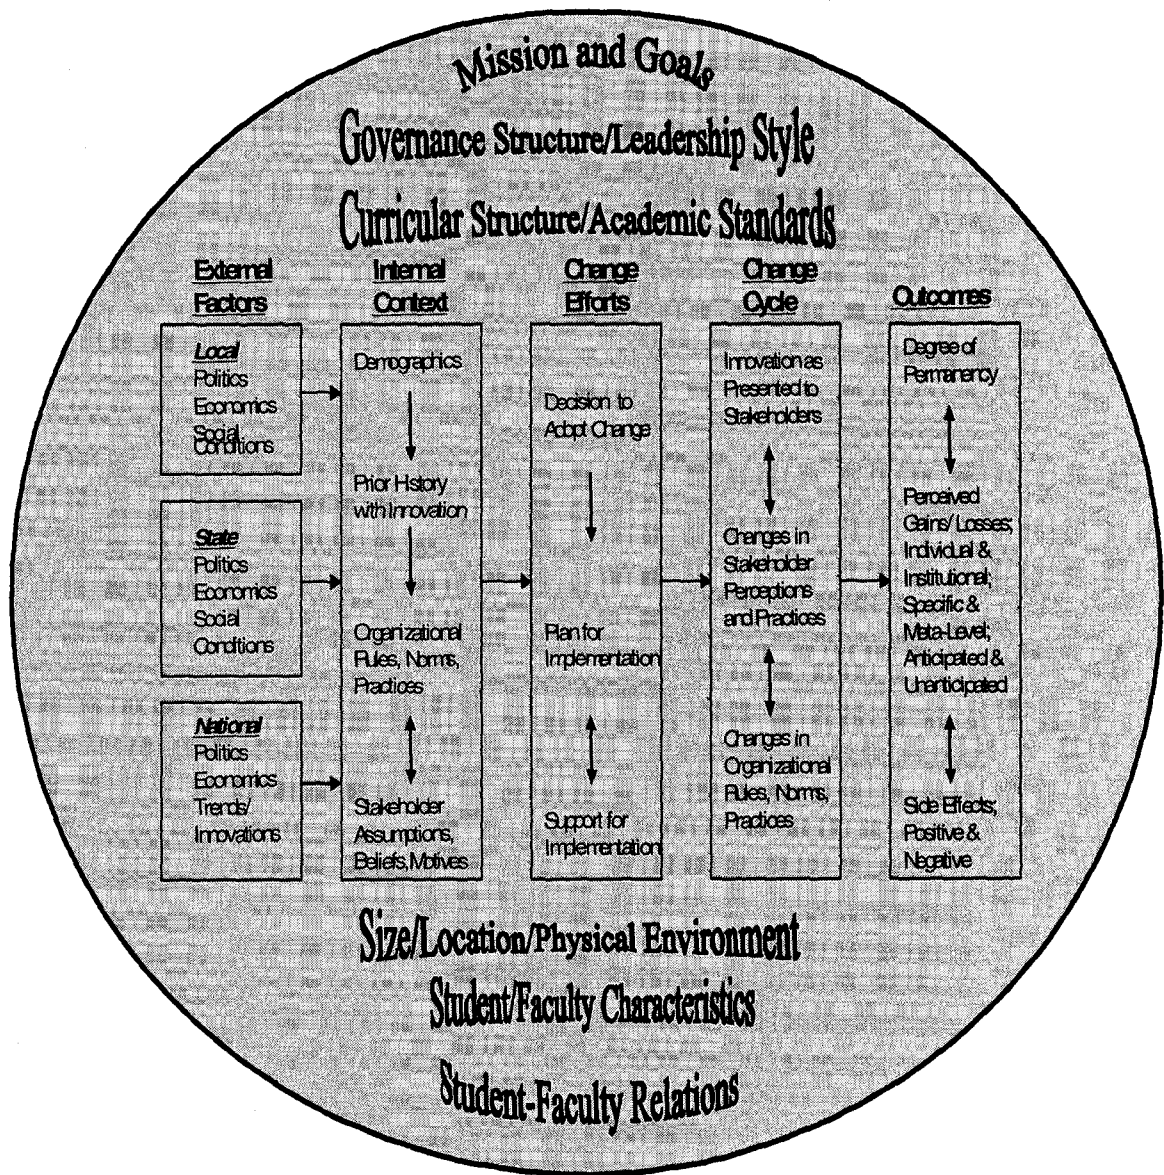 Mission and Goals
Governance Structure/Leadership Style
Curricular Structure/Academic Standards
External
Factors
Local
Politics
Economics
Social
Conditions
State
Politics
Economics
Social
Conditions
National
Politics
Economics
Trends/
Innovations
Internal
Context
Demographics
Prior History
with Innovation
Organizational
Rules, Norms,
Practices
Stakeholder
Assumptions,
Beliefs, Motives
Change
Efforts
Decision to
Adopt Change
Plan for
Implementation
Support for
Implementation
Change
Cycle
Innovation as
Presented to
Stakeholders
Changes in
Stakeholder
Perceptions
and Practices
Changes in
Organizational
Rules, Norms,
Practices
Outcomes
Degree of
Permanency
Perceived
Gains/ Losses;
Individual &
Institutional;
Specific &
Meta-Level;
Anticipated &
Unanticipated
Side Effects;
Positive &
Negative
Size/Location/Physical Environment
Student/Faculty Characteristics
Student-Faculty Relations